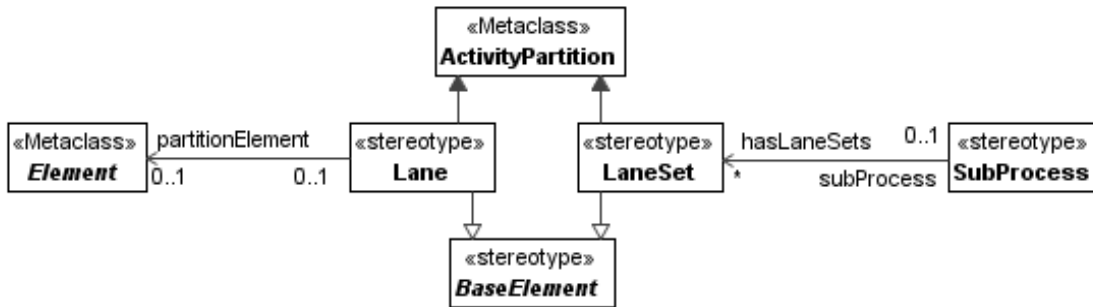 «Metaclass»
ActivityPartition
«Metaclass»
Element
partitionElement
0..1
0..1
«stereotype»
Lane
«stereotype»
LaneSet
hasLaneSets
0..1
*
subProcess
«stereotype»
SubProcess
«stereotype»
BaseElement